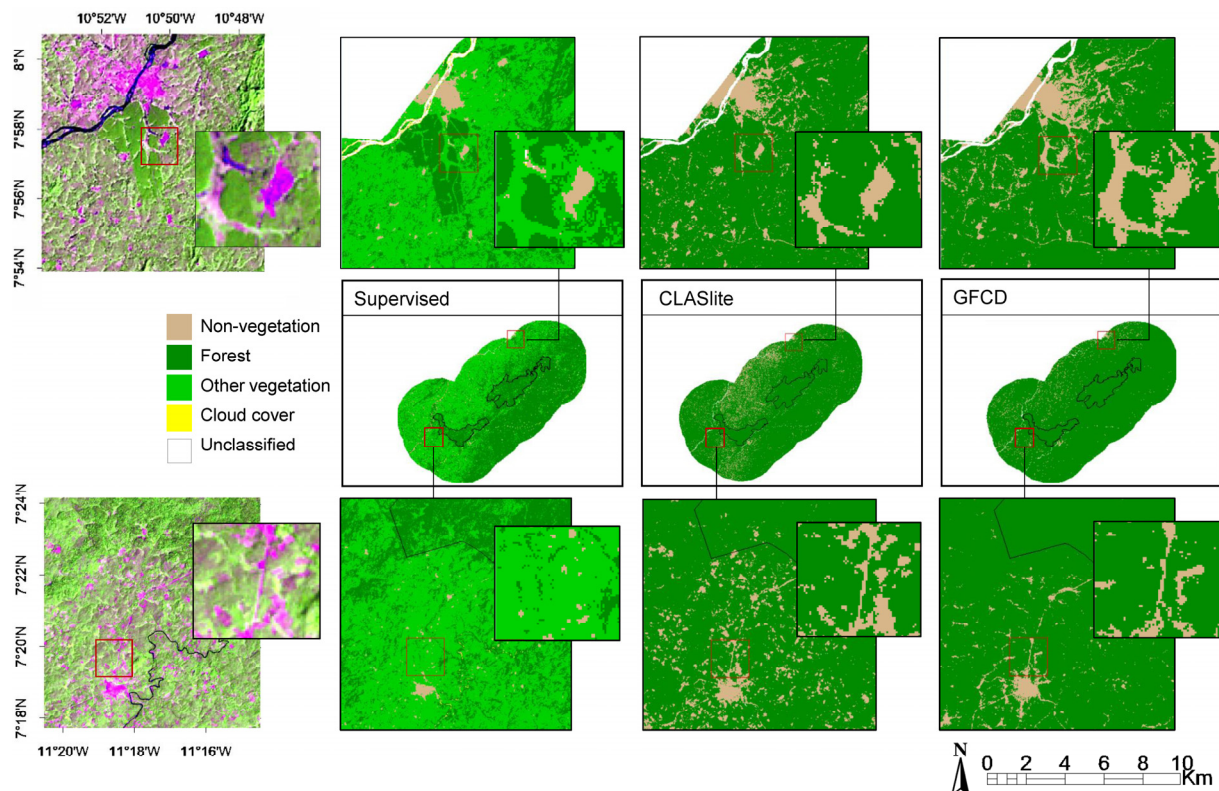 10°52'W 10°50'W 10°48'W
8°
7°58'N
7°56'N
7°54'N
Supervised
CLASlite
GFCD
Non-vegetation
Forest
Other vegetation
Cloud cover
Unclassified
7°24'N
7°22'N
7°20'N
7°18'N
11°20'W 11°18'W 11°16'W
N
0 2 4 6 8 10
Km